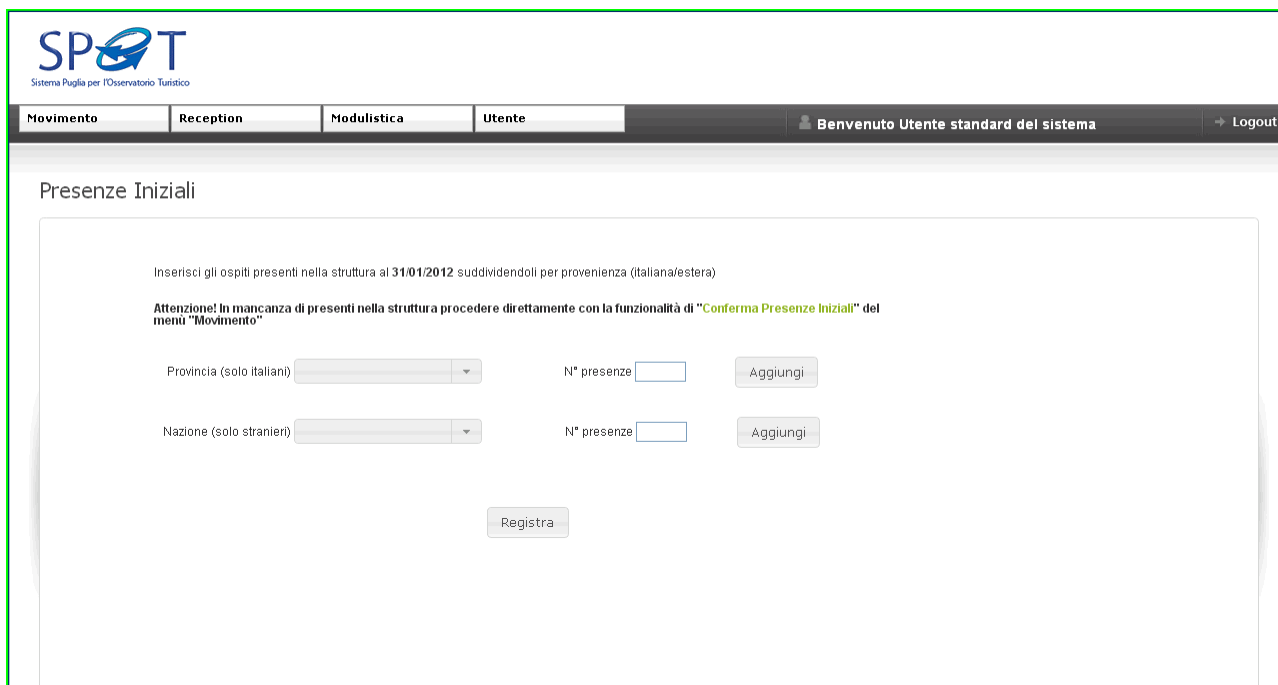 SPOT
Sistema Puglia per l'Osservatorio Turistico
Movimento Reception Modulistica Utente Benvenuto Utente standard del sistema Logout
Presenze Iniziali
Inserisci gli ospiti presenti nella struttura al 31/01/2012 suddividendoli per provenienza (italiana/estera)
Attenzione! In mancanza di presenti nella struttura procedere direttamente con la funzionalità di "Conferma Presenze Iniziali" del
menù "Movimento"
Provincia (solo italiani) N° presenze Aggiungi
Nazione (solo stranieri) N° presenze Aggiungi
Registra